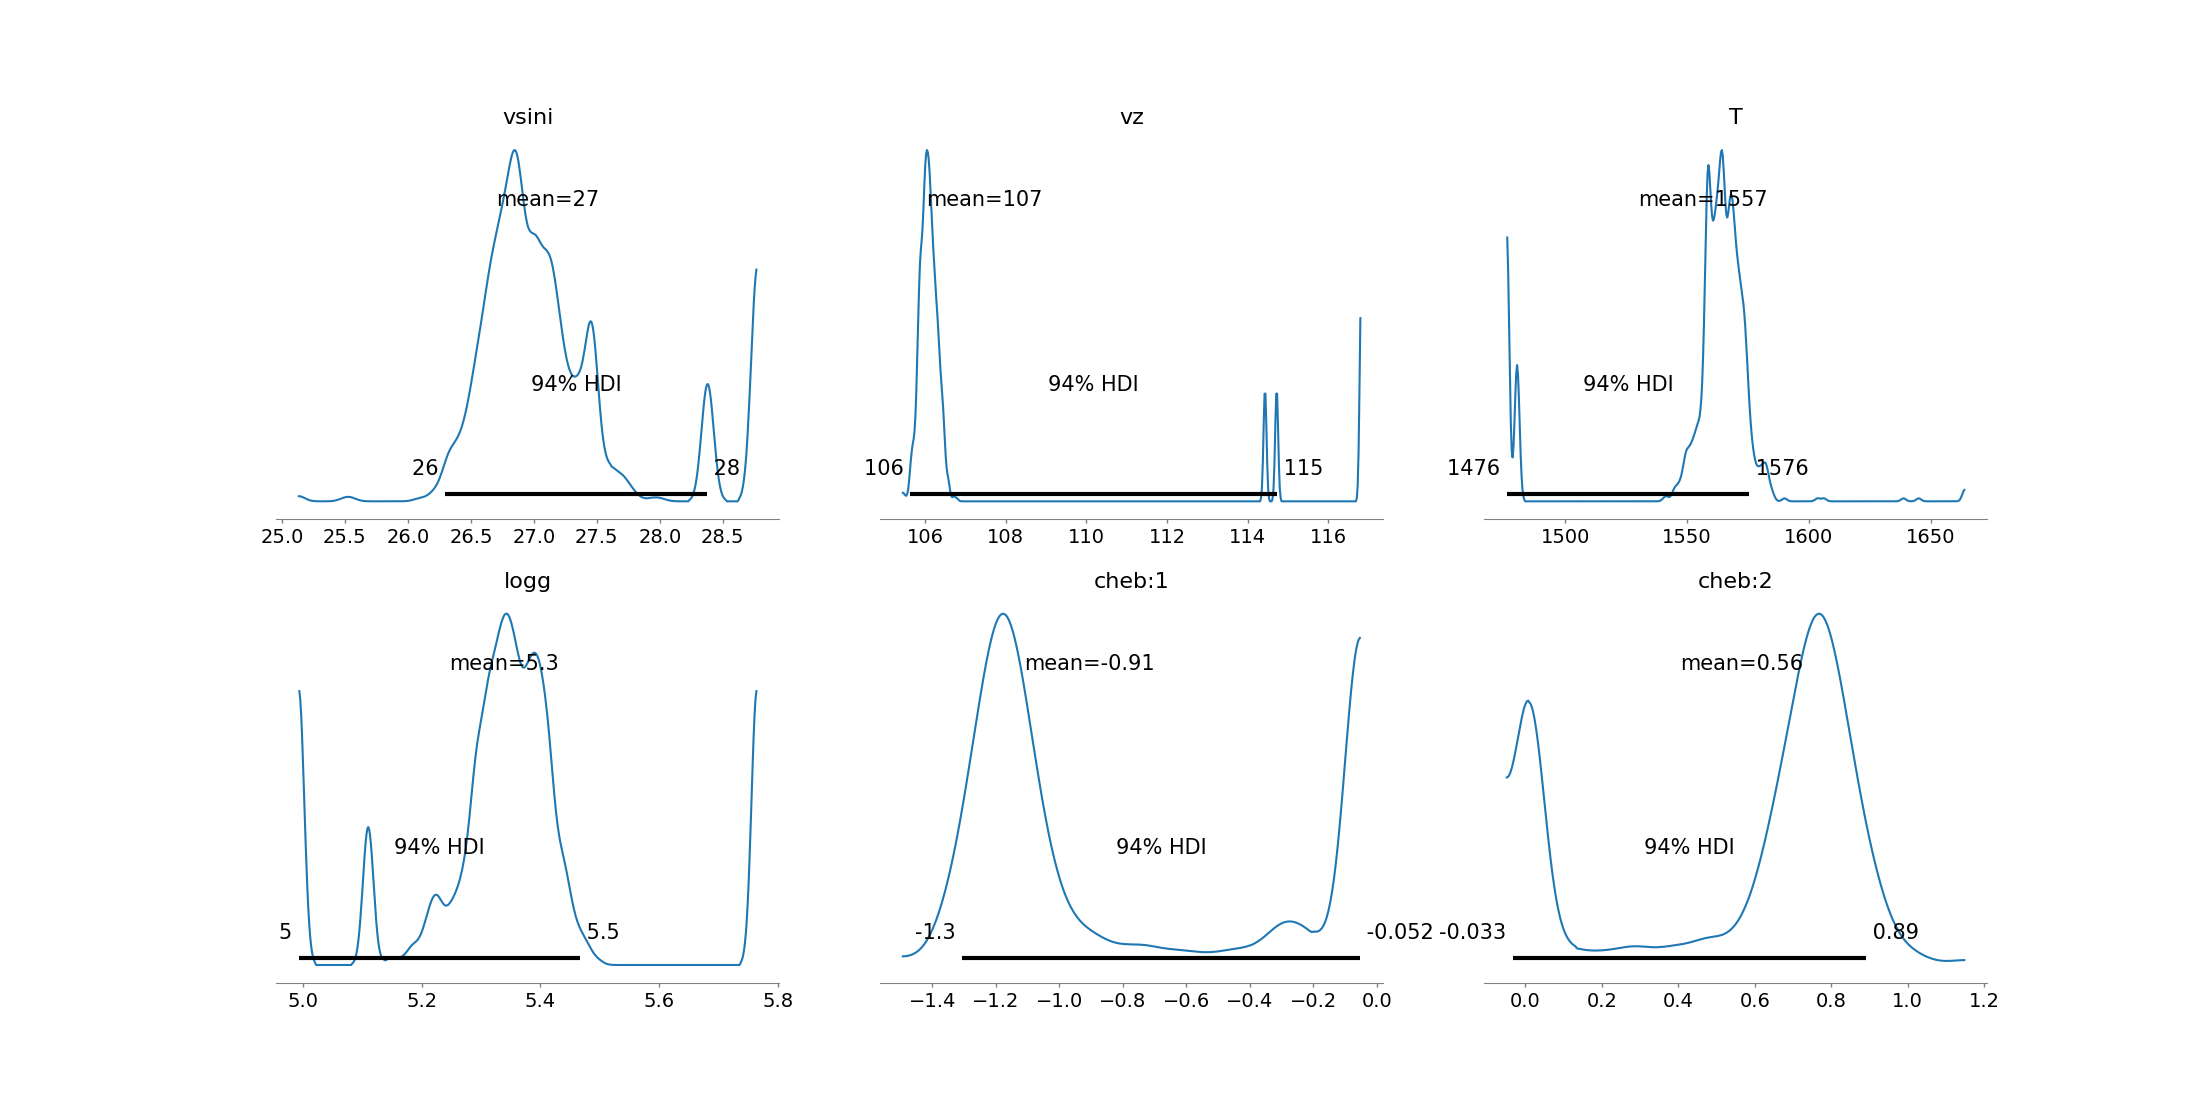 vsini
mean=27
94% HDI
26 28
25.0 25.5 26.0 26.5 27.0 27.5 28.0 28.5
vz
mean=107
94% HDI
106 115
106 108 110 112 114 116
T
mean=1557
94% HDI
1476 1576
1500 1550 1600 1650
logg
mean=5.3
94% HDI
5 5.5
5.0 5.2 5.4 5.6 5.8
cheb:1
mean=-0.91
94% HDI
-1.3 -0.052
−1.4 −1.2 −1.0 −0.8 −0.6 −0.4 −0.2 0.0
cheb:2
mean=0.56
94% HDI
-0.033 0.89
0.0 0.2 0.4 0.6 0.8 1.0 1.2